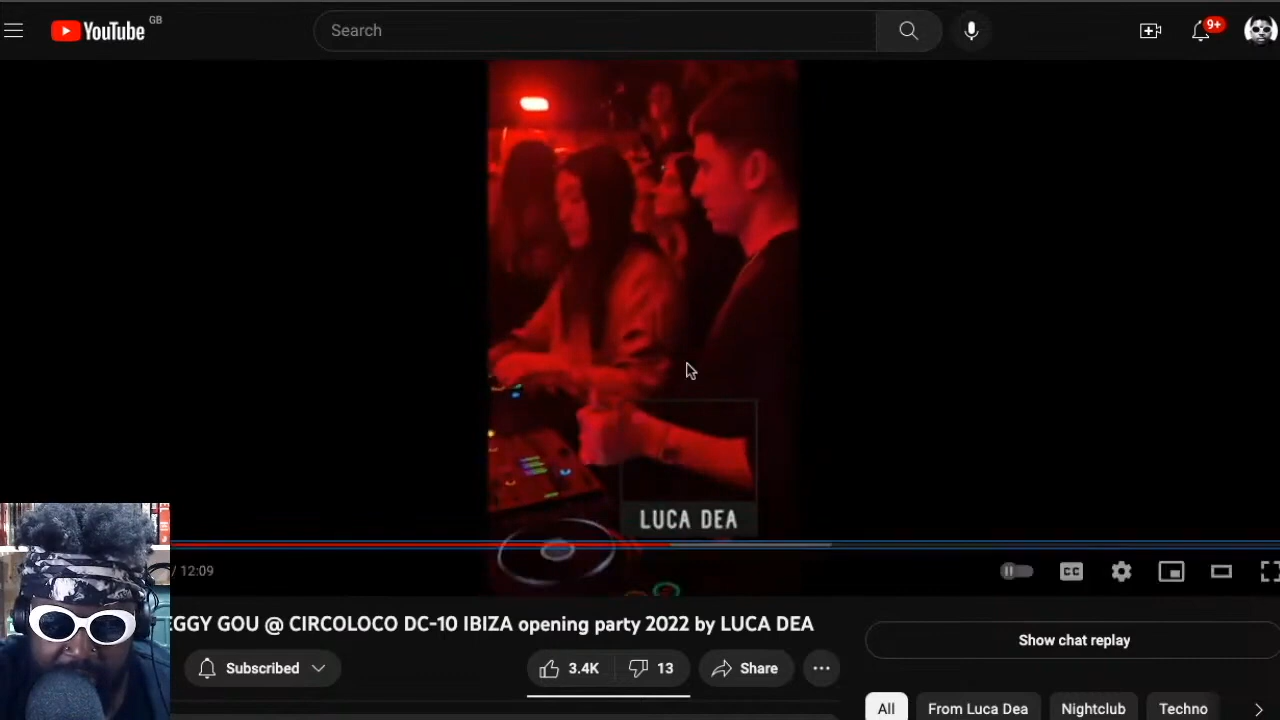 YouTube GB
Search
9+
LUCA DEA
/ 12:09
CC
EGGY GOU @ CIRCOLOCO DC-10 IBIZA opening party 2022 by LUCA DEA
Show chat replay
Subscribed
3.4K
13
Share
All
From Luca Dea
Nightclub
Techno